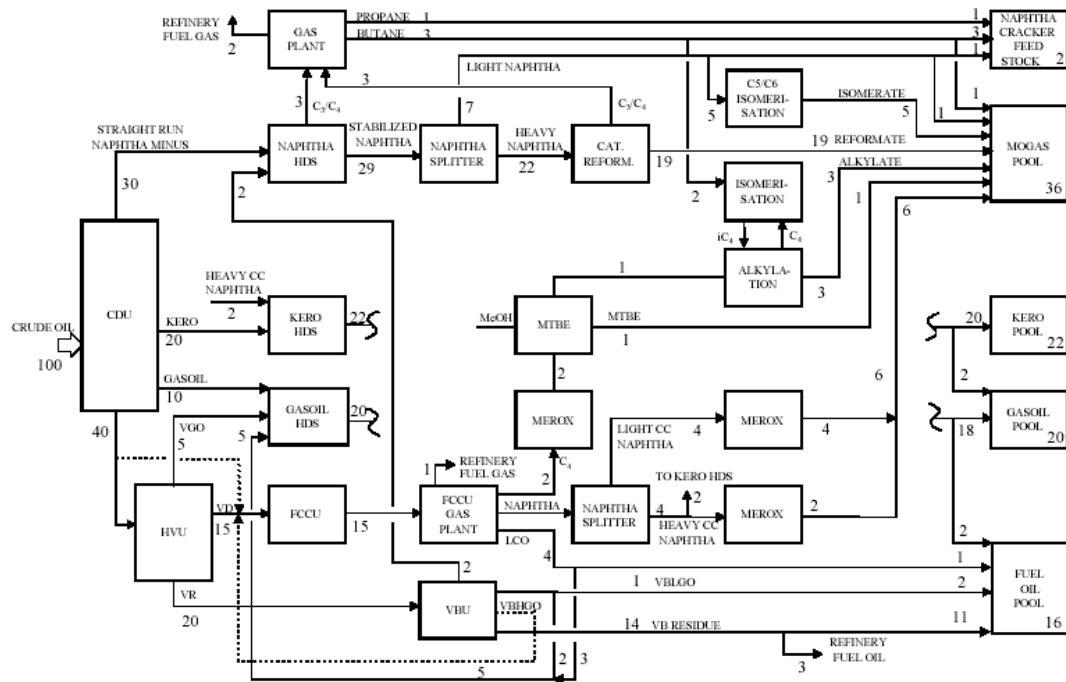 REFINERY
FUEL GAS
2
GAS
PLANT
PROPANE
1
1
BUTANE
3
3
NAPHTHA
CRACKER
FEED
STOCK
2
LIGHT NAPHTHA
1
3
3
C3/C4
7
C3/C4
C5/C6
ISOMERI-
SATION
5
ISOMERATE
5
1
1
STRAIGHT RUN
NAPHTHA MINUS
30
2
NAPHTHA
HDS
STABILIZED
NAPHTHA
29
NAPHTHA
SPLITTER
HEAVY
NAPHTHA
22
CAT.
REFORM.
19
19 REFORMATE
ALKYLATE
3
1
6
MOGAS
POOL
36
2
ISOMERI-
SATION
iC4
C4
ALKYLA-
TION
3
1
CDU
CRUDE OIL
100
HEAVY CC
NAPHTHA
2
KERO
20
KERO
HDS
22
MeOH
MTBE
MTBE
1
20
KERO
POOL
22
2
GASOIL
10
GASOIL
HDS
20
2
6
18
GASOIL
POOL
20
40
VGO
5
5
MEROX
LIGHT CC
NAPHTHA
4
MEROX
4
C4
2
1
REFINERY
FUEL GAS
TO KERO HDS
2
HVU
VD
15
FCCU
15
FCCU
GAS
PLANT
NAPHTHA
LCO
4
NAPHTHA
SPLITTER
4
HEAVY CC
NAPHTHA
MEROX
2
2
1
VR
20
2
VBU
VBHGO
1 VBLGO
2
FUEL
OIL
POOL
16
14 VB RESIDUE
11
5
2
3
3
REFINERY
FUEL OIL